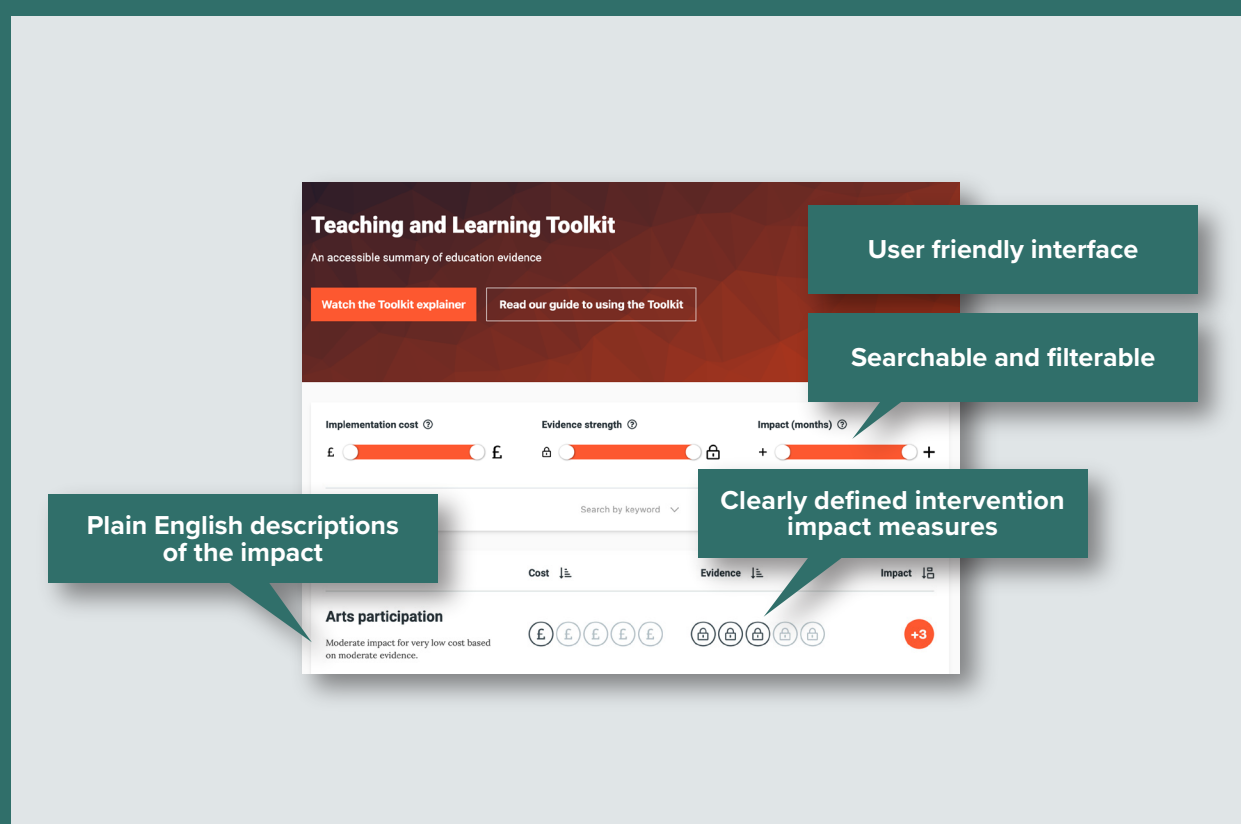 Teaching and Learning Toolkit
An accessible summary of education evidence
Watch the Toolkit explainer
Read our guide to using the Toolkit
User friendly interface
Searchable and filterable
Implementation cost
Evidence strength
Impact (months)
£ £
+ +
Search by keyword
Clearly defined intervention
impact measures
Plain English descriptions
of the impact
Cost
Evidence
Impact
Arts participation
Moderate impact for very low cost based
on moderate evidence.
£ £ £ £ £
+3